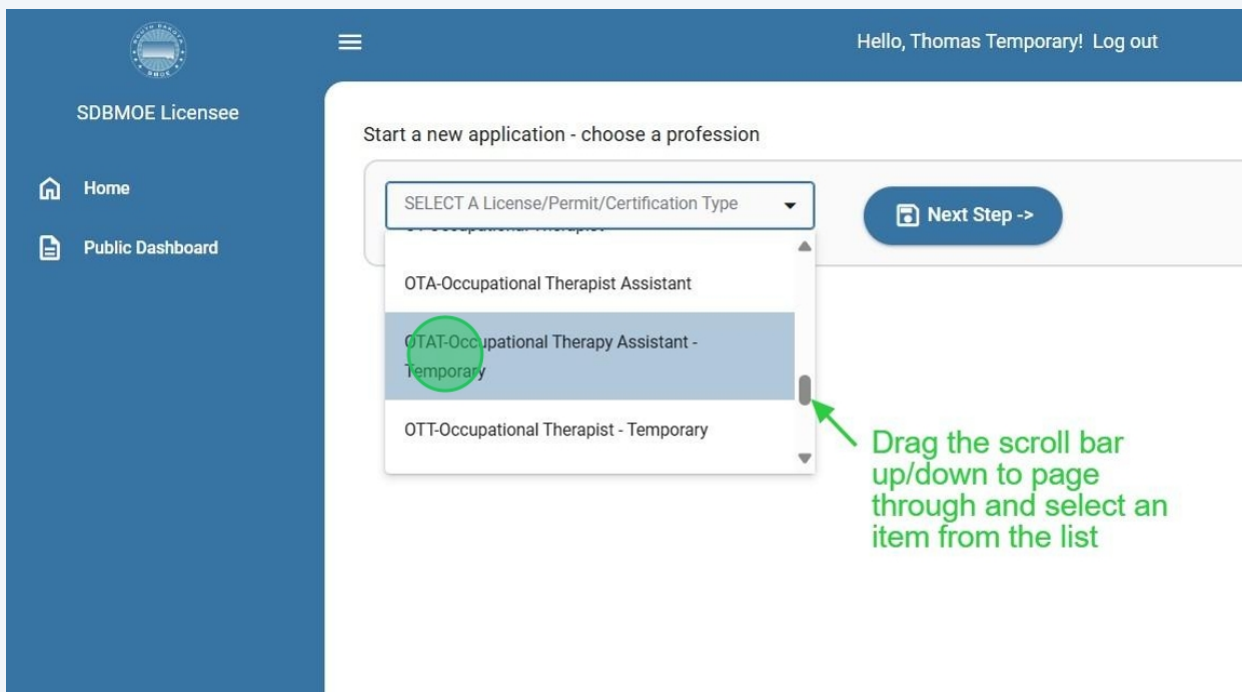 SDBMOE Licensee
Home
Public Dashboard
Hello, Thomas Temporary! Log out
Start a new application - choose a profession
SELECT A License/Permit/Certification Type
Next Step ->
OTA-Occupational Therapist Assistant
OTAT-Occupational Therapy Assistant -
Temporary
OTT-Occupational Therapist - Temporary
Drag the scroll bar
up/down to page
through and select an
item from the list